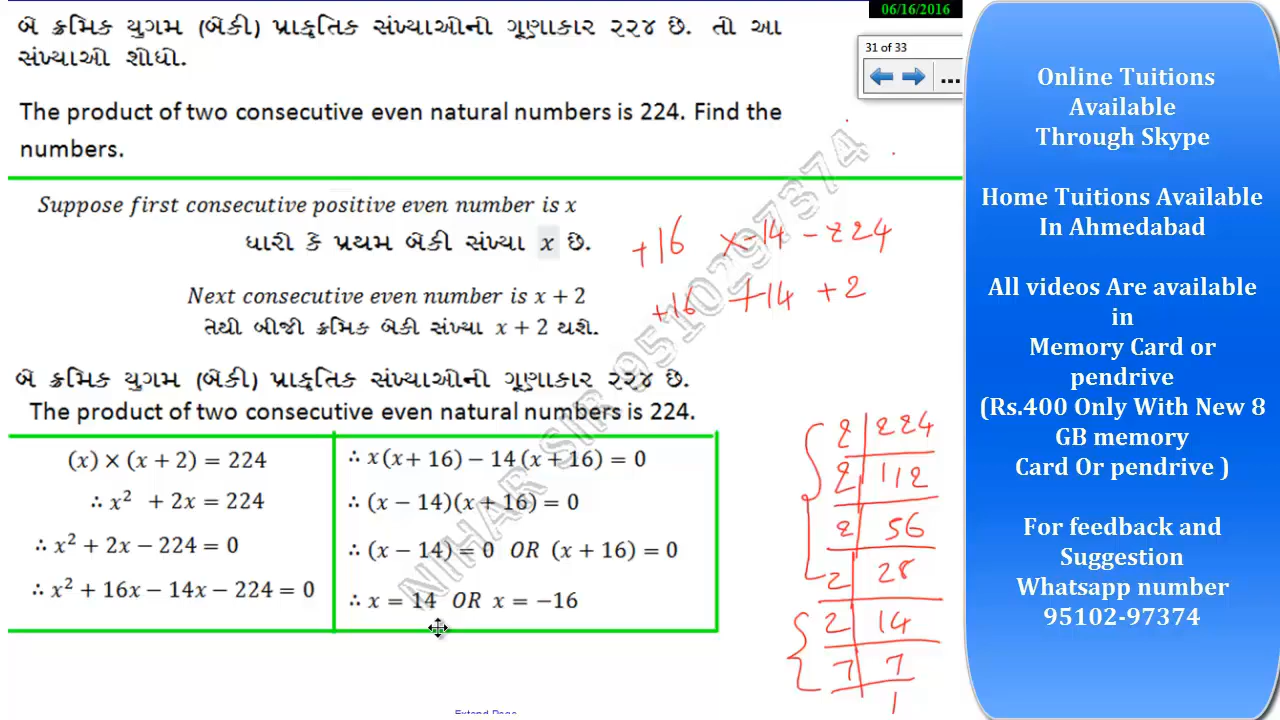 06/16/2016
31 of 33
...
બે ક્રમિક યુગમ (બેકી) પ્રાકૃતિક સંખ્યાઓનો ગૂણાકાર ૨૨૪ છે. તો આ
સંખ્યાઓ શોધો.
The product of two consecutive even natural numbers is 224. Find the
numbers.
Suppose first consecutive positive even number is x
ધારો કે પ્રથમ બેકી સંખ્યા x છે.
Next consecutive even number is x + 2
તેથી બીજી ક્રમિક બેકી સંખ્યા x + 2 થશે.
+16 x -14 - 224
+16 +14 +2
બે ક્રમિક યુગમ (બેકી) પ્રાકૃતિક સંખ્યાઓનો ગૂણાકાર ૨૨૪ છે.
The product of two consecutive even natural numbers is 224.
(x) × (x + 2) = 224
∴ x² + 2x = 224
∴ x² + 2x − 224 = 0
∴ x² + 16x − 14x − 224 = 0
∴ x(x + 16) − 14(x + 16) = 0
∴ (x − 14)(x + 16) = 0
∴ (x − 14) = 0 OR (x + 16) = 0
∴ x = 14 OR x = −16
2 224
2 112
2 56
2 28
2 14
7 7
1
NIHAR SIR 9510297374
Extend Page
Online Tuitions
Available
Through Skype
Home Tuitions Available
In Ahmedabad
All videos Are available
in
Memory Card or
pendrive
(Rs.400 Only With New 8
GB memory
Card Or pendrive )
For feedback and
Suggestion
Whatsapp number
95102-97374